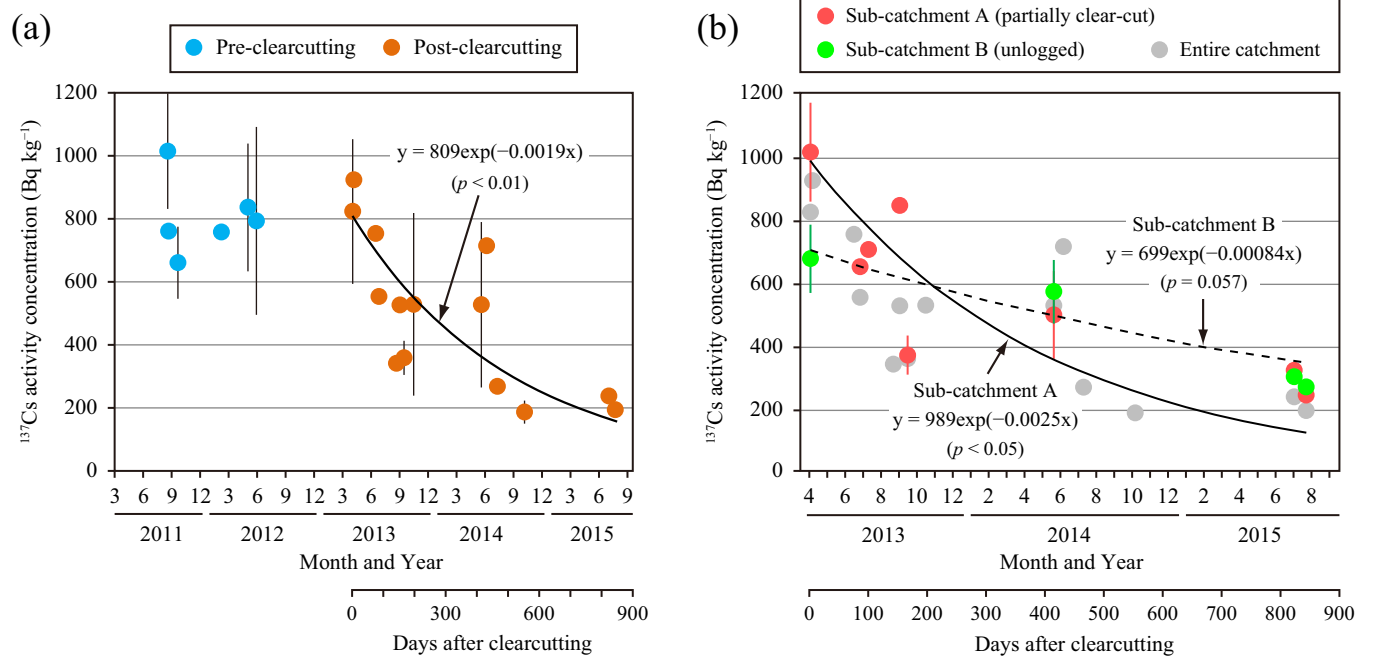 (a)
Pre-clearcutting
Post-clearcutting
¹³⁷Cs activity concentration (Bq kg⁻¹)
1200
1000
800
600
400
200
0
y = 809exp(−0.0019x)
(p < 0.01)
3 6 9 12 3 6 9 12 3 6 9 12 3 6 9 12 3 6 9
2011 2012 2013 2014 2015
Month and Year
0 300 600 900
Days after clearcutting
(b)
Sub-catchment A (partially clear-cut)
Sub-catchment B (unlogged) Entire catchment
¹³⁷Cs activity concentration (Bq kg⁻¹)
1200
1000
800
600
400
200
0
Sub-catchment B
y = 699exp(−0.00084x)
(p = 0.057)
Sub-catchment A
y = 989exp(−0.0025x)
(p < 0.05)
4 6 8 10 12 2 4 6 8 10 12 2 4 6 8
2013 2014 2015
Month and Year
0 100 200 300 400 500 600 700 800 900
Days after clearcutting